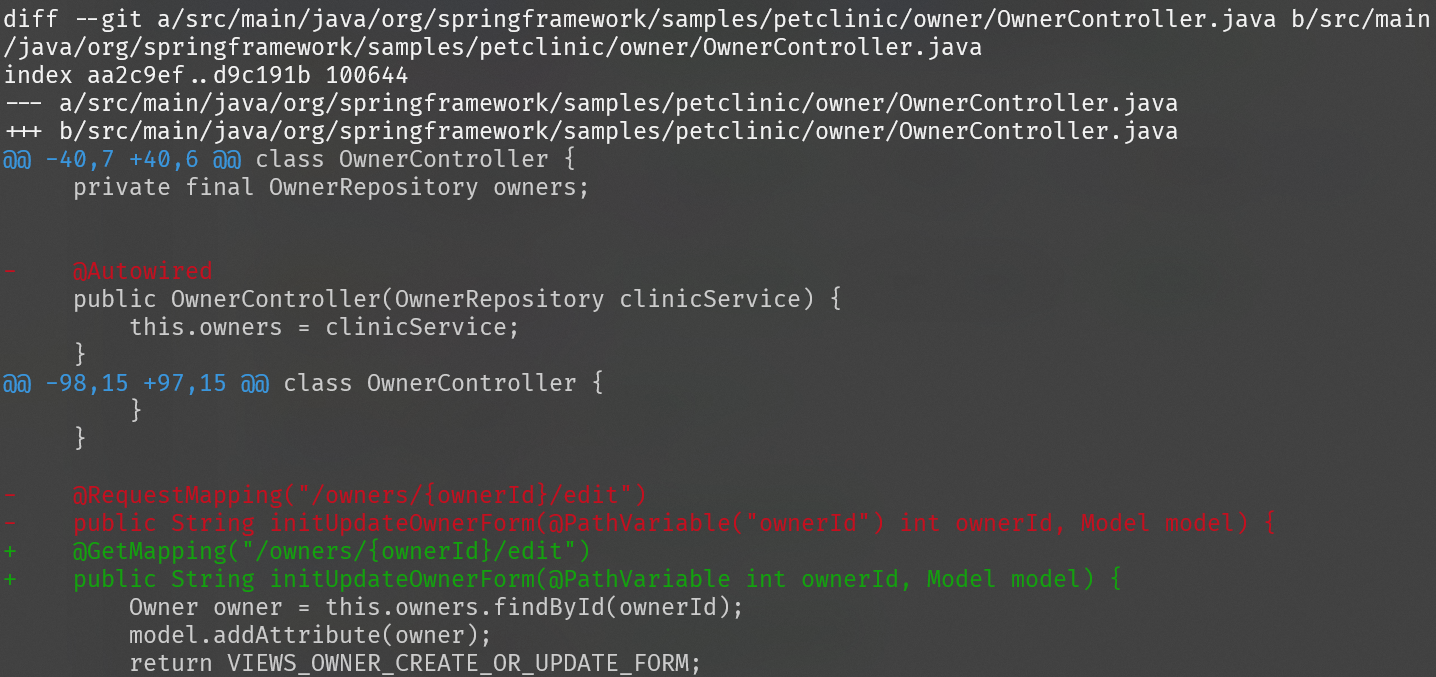 diff --git a/src/main/java/org/springframework/samples/petclinic/owner/OwnerController.java b/src/main
/java/org/springframework/samples/petclinic/owner/OwnerController.java
index aa2c9ef..d9c191b 100644
--- a/src/main/java/org/springframework/samples/petclinic/owner/OwnerController.java
+++ b/src/main/java/org/springframework/samples/petclinic/owner/OwnerController.java
@@ -40,7 +40,6 @@ class OwnerController {
     private final OwnerRepository owners;
-    @Autowired
     public OwnerController(OwnerRepository clinicService) {
         this.owners = clinicService;
     }
@@ -98,15 +97,15 @@ class OwnerController {
         }
     }
-    @RequestMapping("/owners/{ownerId}/edit")
-    public String initUpdateOwnerForm(@PathVariable("ownerId") int ownerId, Model model) {
+    @GetMapping("/owners/{ownerId}/edit")
+    public String initUpdateOwnerForm(@PathVariable int ownerId, Model model) {
         Owner owner = this.owners.findById(ownerId);
         model.addAttribute(owner);
         return VIEWS_OWNER_CREATE_OR_UPDATE_FORM;